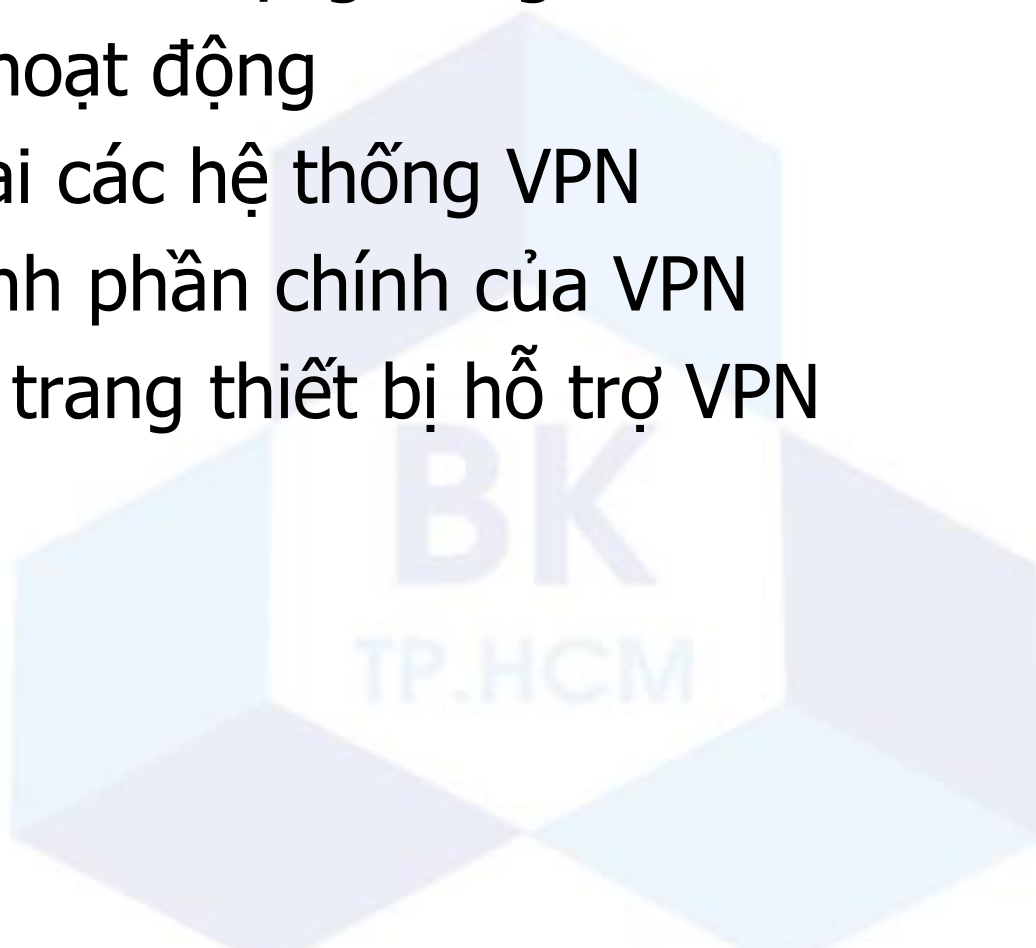 hoạt động
ại các hệ thống VPN
nh phần chính của VPN
trang thiết bị hỗ trợ VPN
BK
TP.HCM